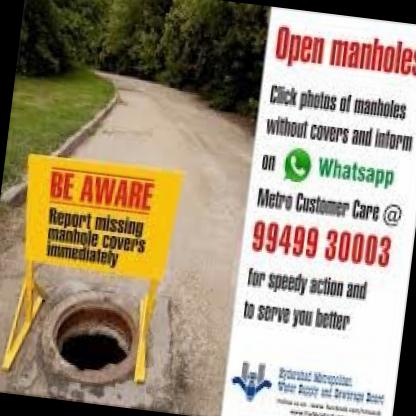 BE AWARE
Report missing
manhole covers
immediately
Open manholes
Click photos of manholes
without covers and inform
on Whatsapp
Metro Customer Care @
99499 30003
for speedy action and
to serve you better
Hyderabad Metropolitan
Water Supply and Sewerage Board